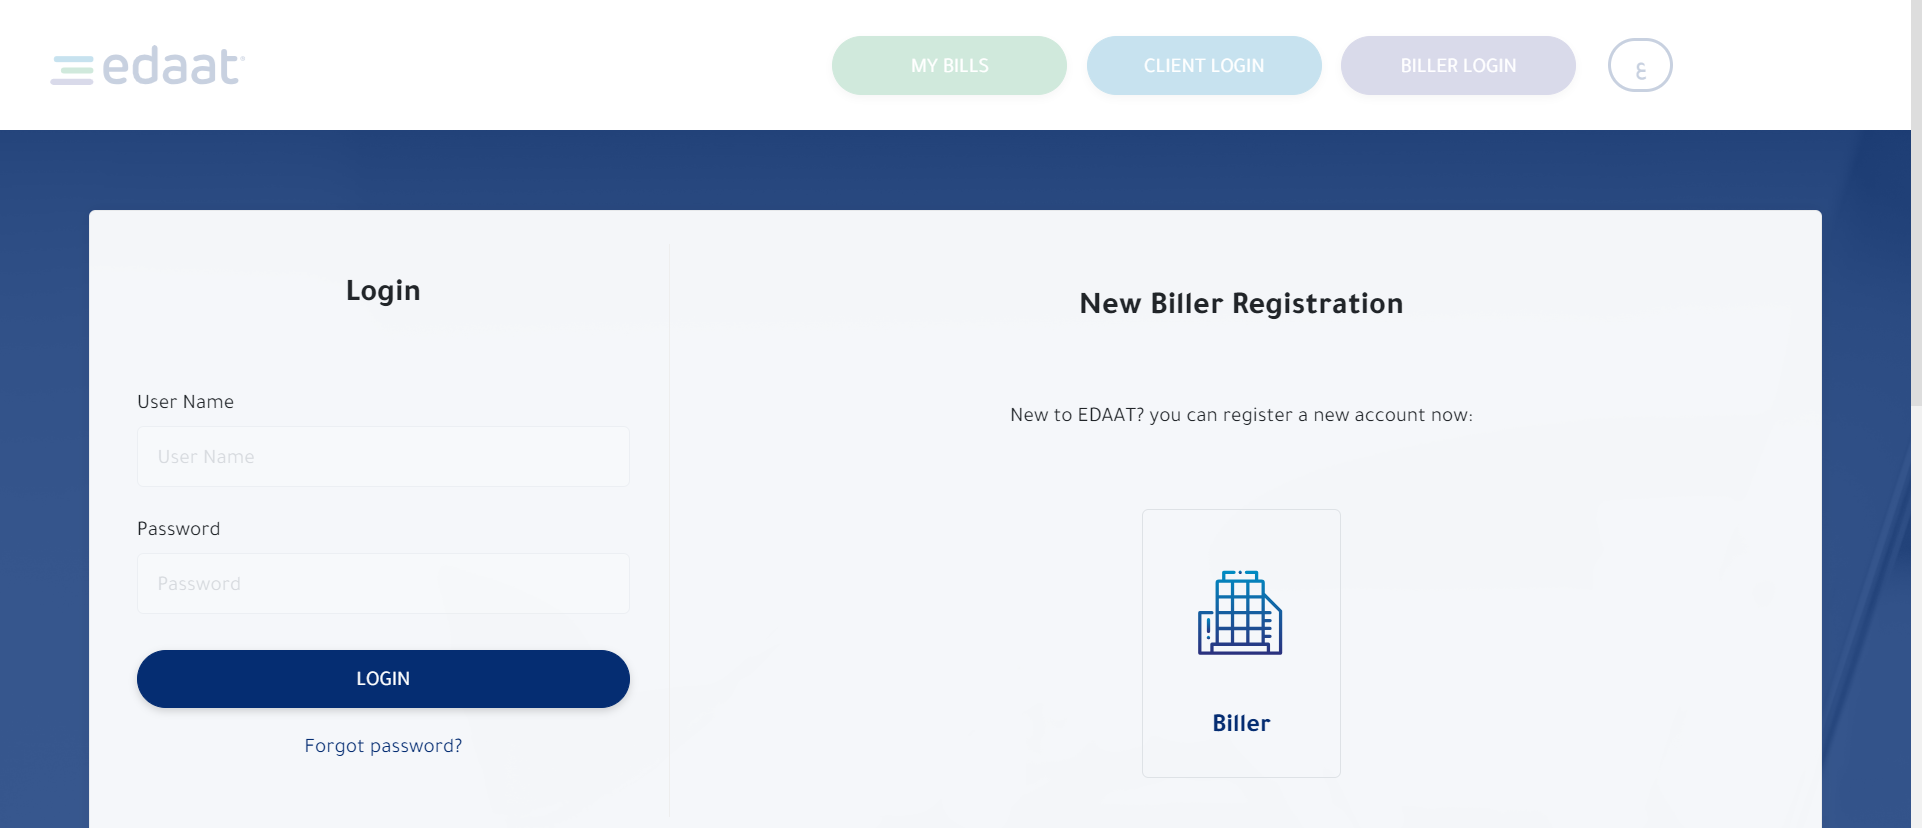 edaat
MY BILLS
CLIENT LOGIN
BILLER LOGIN
ع
Login
User Name
User Name
Password
Password
LOGIN
Forgot password?
New Biller Registration
New to EDAAT? you can register a new account now:
Biller